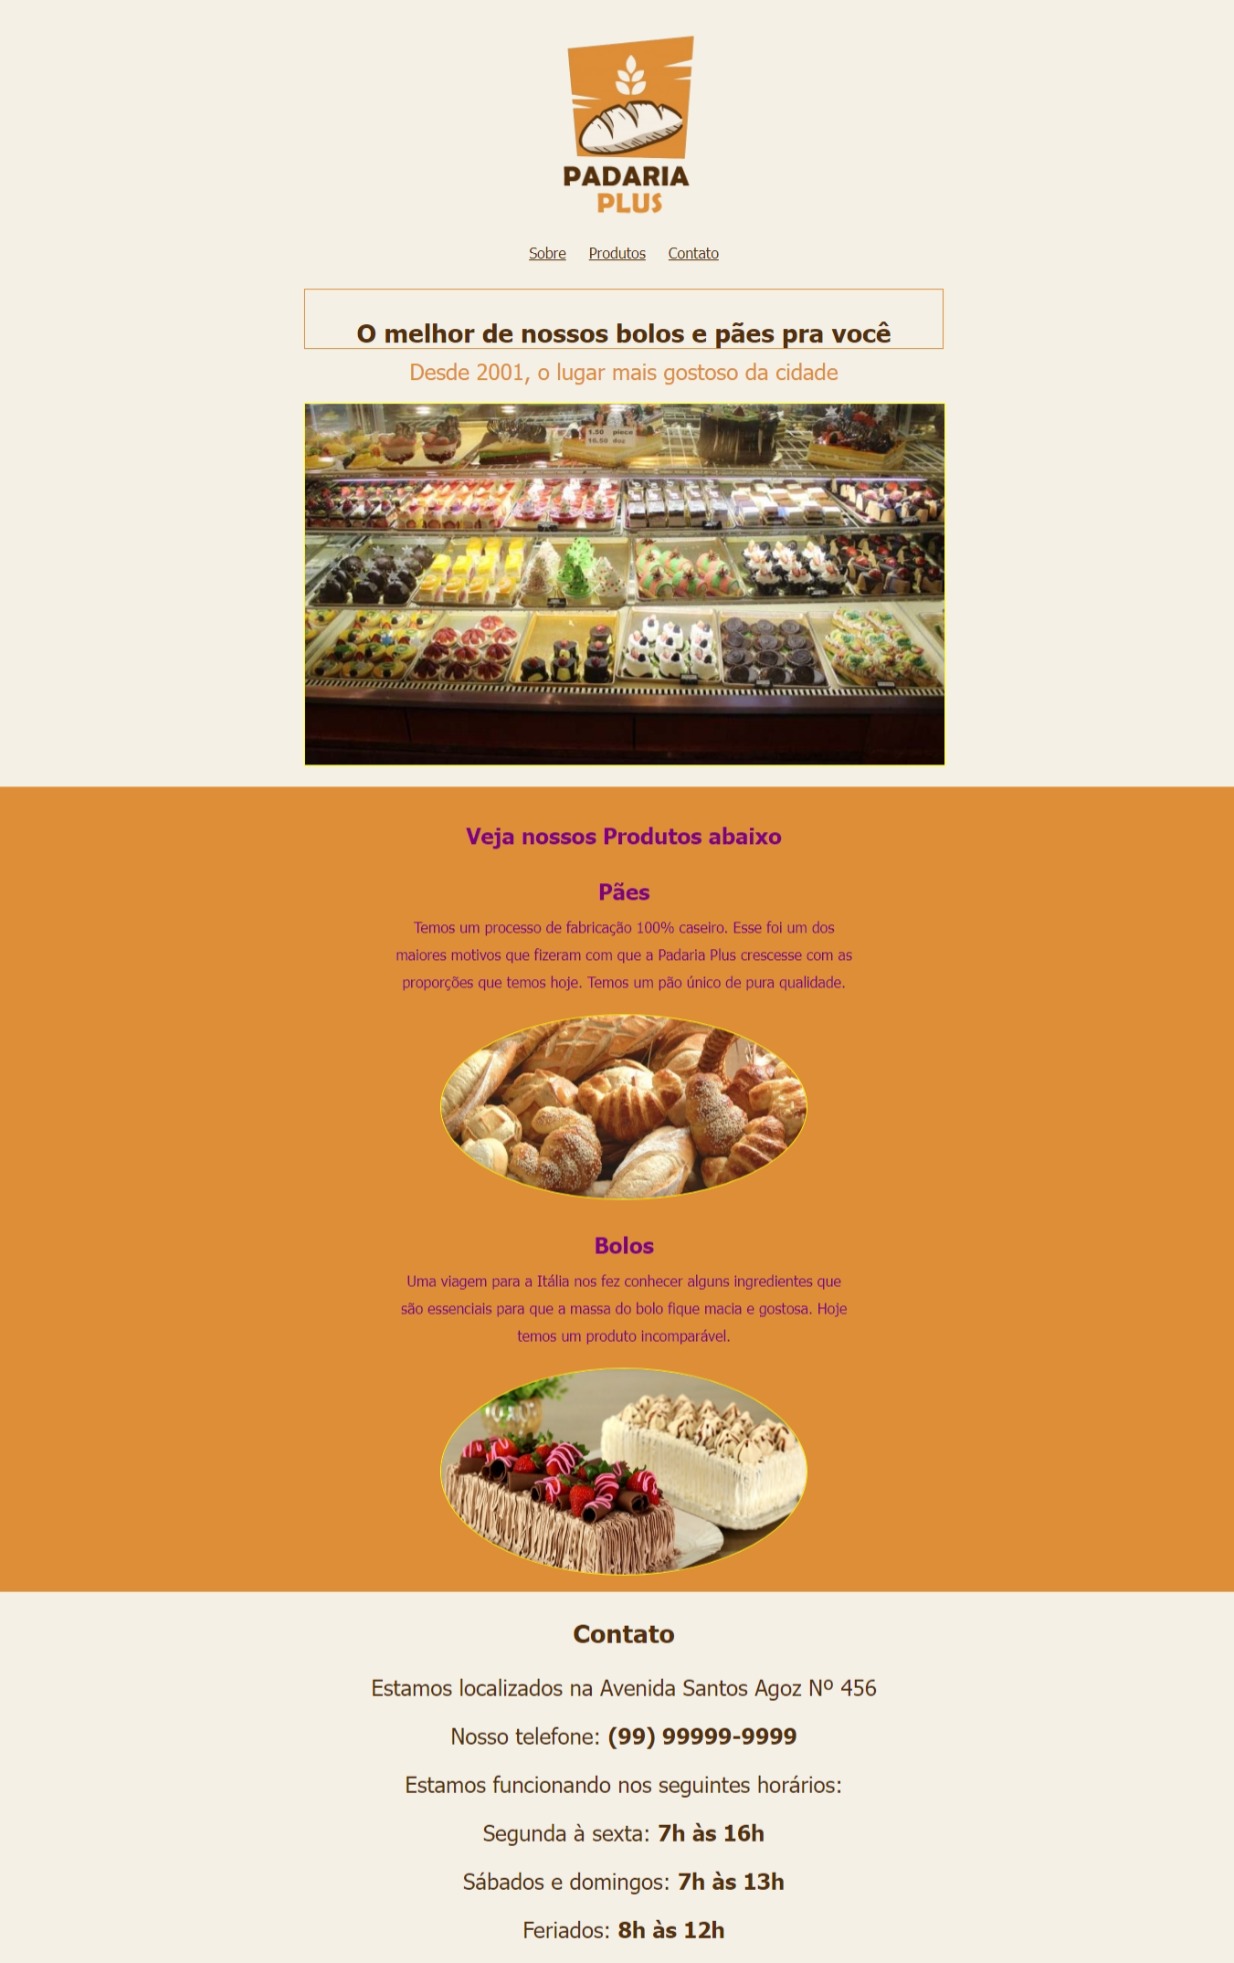 PADARIA
PLUS
Sobre Produtos Contato
O melhor de nossos bolos e pães pra você
Desde 2001, o lugar mais gostoso da cidade
1.50 piece
10.50 doz
Veja nossos Produtos abaixo
Pães
Temos um processo de fabricação 100% caseiro. Esse foi um dos
maiores motivos que fizeram com que a Padaria Plus crescesse com as
proporções que temos hoje. Temos um pão único de pura qualidade.
Bolos
Uma viagem para a Itália nos fez conhecer alguns ingredientes que
são essenciais para que a massa do bolo fique macia e gostosa. Hoje
temos um produto incomparável.
Contato
Estamos localizados na Avenida Santos Agoz Nº 456
Nosso telefone: (99) 99999-9999
Estamos funcionando nos seguintes horários:
Segunda à sexta: 7h às 16h
Sábados e domingos: 7h às 13h
Feriados: 8h às 12h